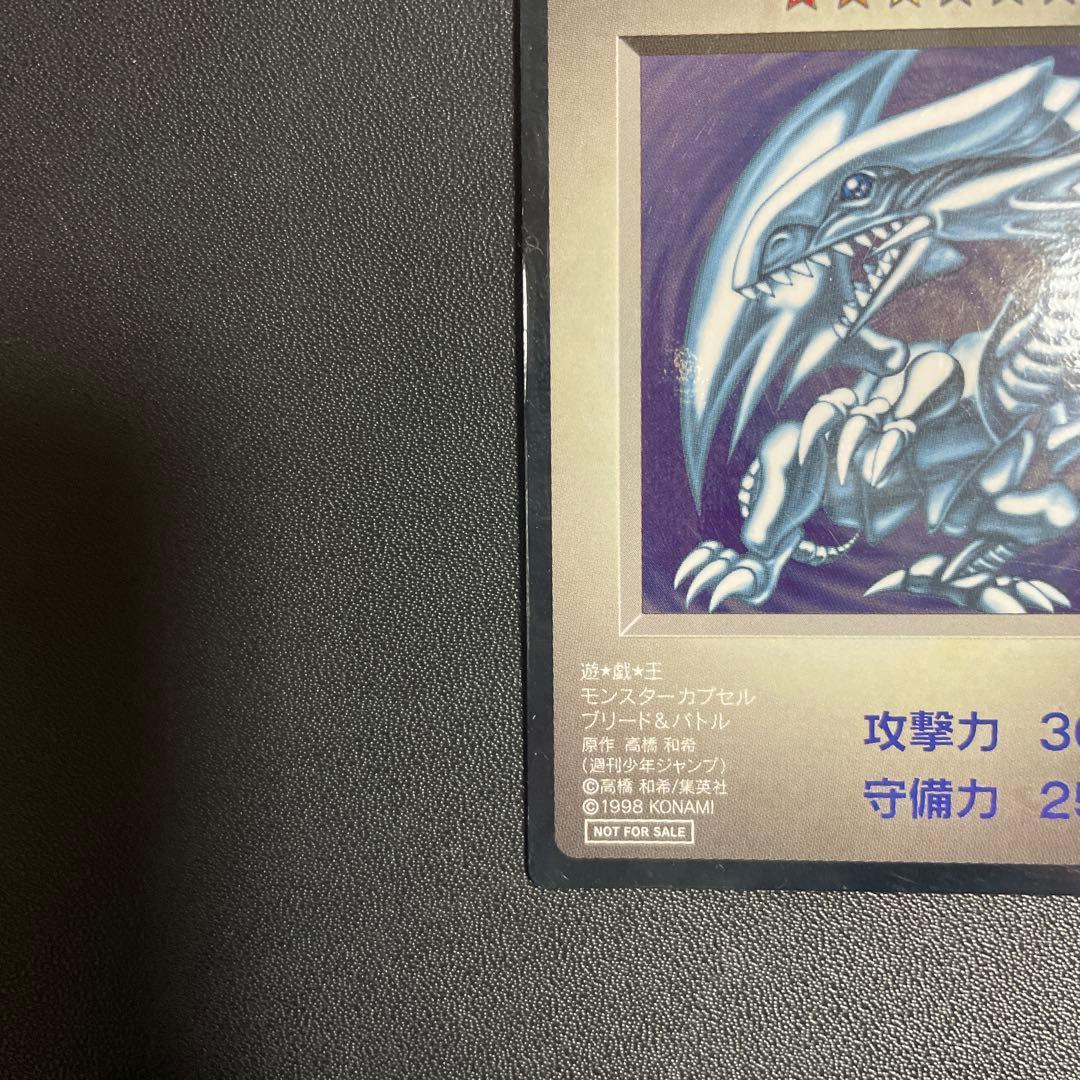 遊★戯★王
モンスターカプセル
ブリード&バトル
原作 高橋 和希
(週刊少年ジャンプ)
©高橋 和希/集英社
©1998 KONAMI
NOT FOR SALE
攻撃力 30
守備力 25